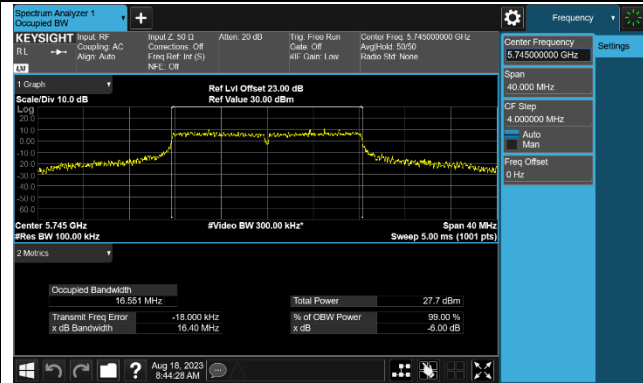 Spectrum Analyzer 1
Occupied BW
+
Frequency
KEYSIGHT
RL
LXI
Input: RF
Coupling: AC
Align: Auto
Input Z: 50 Ω
Corrections: Off
Freq Ref: Int (S)
NFE: Off
Atten: 20 dB
Trig: Free Run
Gate: Off
#IF Gain: Low
Center Freq: 5.745000000 GHz
Avg|Hold: 50/50
Radio Std: None
Center Frequency
5.745000000 GHz
Settings
Span
40.000 MHz
CF Step
4.000000 MHz
Auto
Man
Freq Offset
0 Hz
1 Graph
Scale/Div 10.0 dB
Ref Lvl Offset 23.00 dB
Ref Value 30.00 dBm
Log
20.0
10.0
0.00
-10.0
-20.0
-30.0
-40.0
-50.0
-60.0
Center 5.745 GHz
#Res BW 100.00 kHz
#Video BW 300.00 kHz*
Span 40 MHz
Sweep 5.00 ms (1001 pts)
2 Metrics
Occupied Bandwidth
16.551 MHz
Total Power 27.7 dBm
Transmit Freq Error -18.000 kHz
% of OBW Power 99.00 %
x dB Bandwidth 16.40 MHz
x dB -6.00 dB
?
Aug 18, 2023
8:44:28 AM